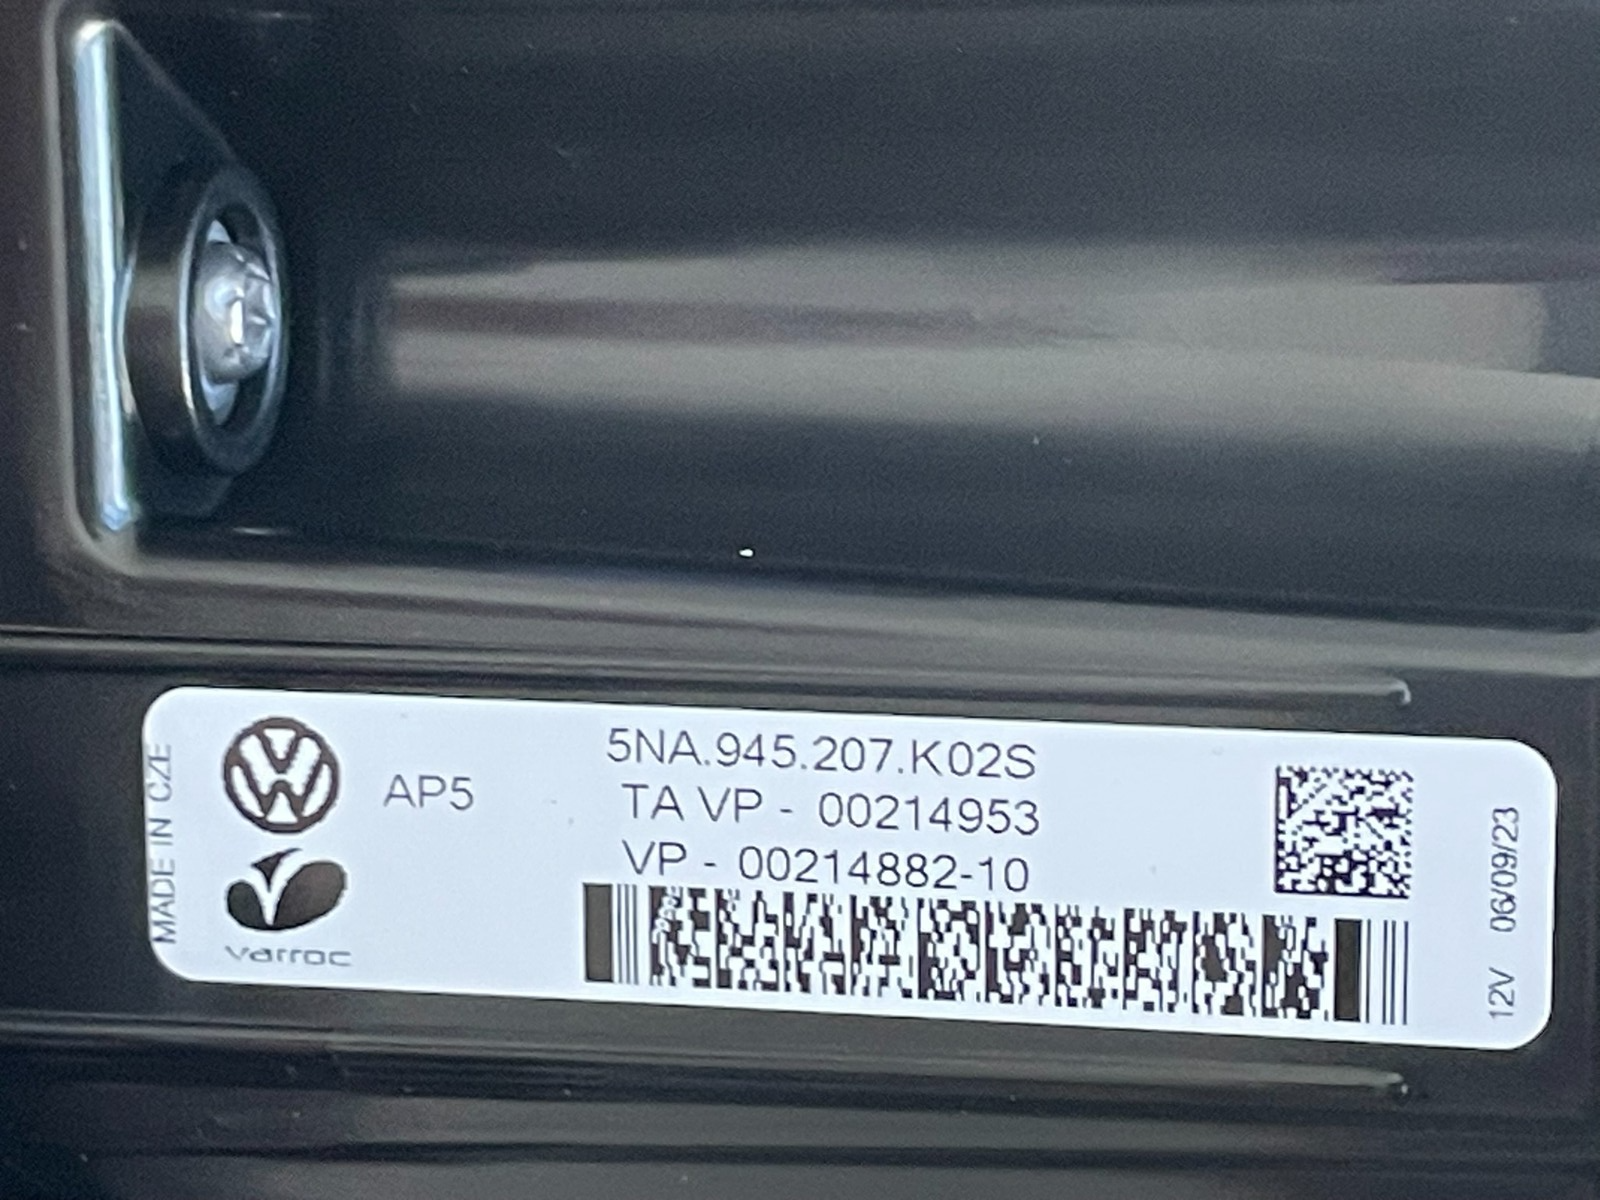 MADE IN CZE
AP5
varroc
5NA.945.207.K02S
TA VP - 00214953
VP - 00214882-10
12V 06/09/23